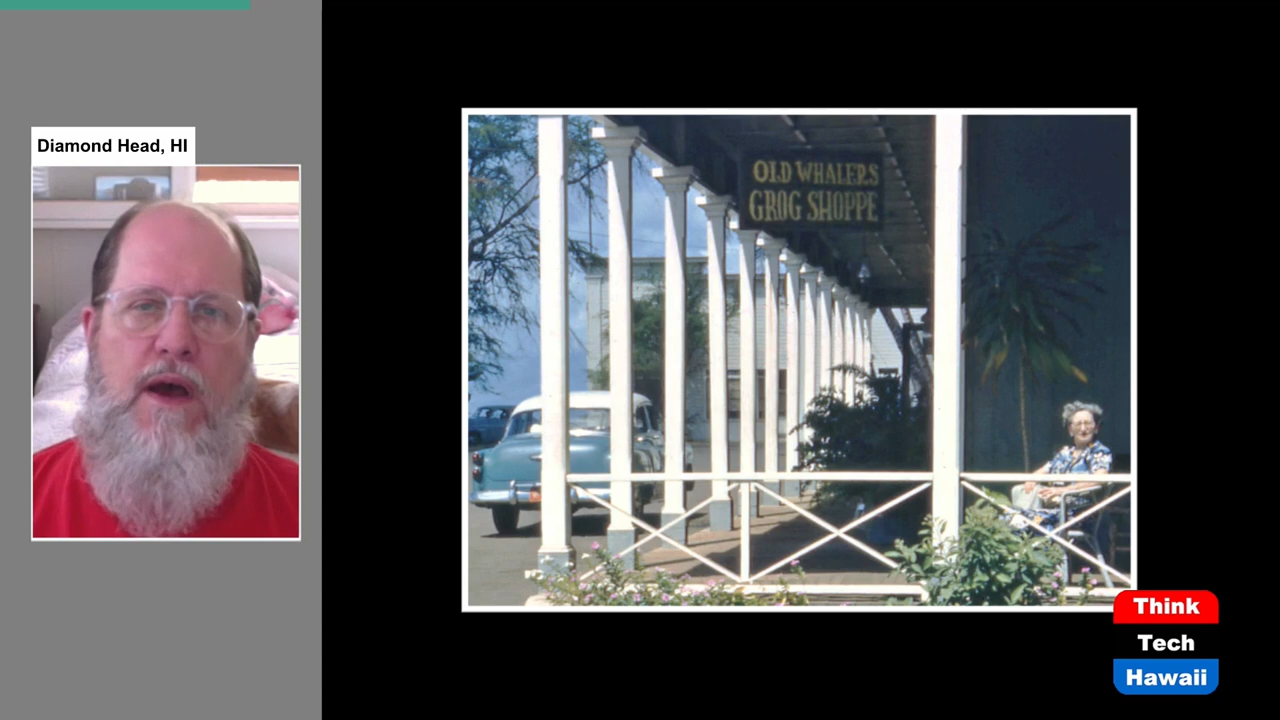 Diamond Head, HI
OLD WHALERS
GROG SHOPPE
Think
Tech
Hawaii